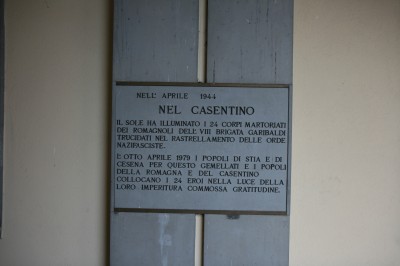 NELL' APRILE 1944
NEL CASENTINO
IL SOLE HA ILLUMINATO I 24 CORPI MARTORIATI
DEI ROMAGNOLI DELL' VIII BRIGATA GARIBALDI
TRUCIDATI NEL RASTRELLAMENTO DELLE ORDE
NAZIFASCISTE.
L' OTTO APRILE 1979 I POPOLI DI STIA E DI
CESENA PER QUESTO GEMELLATI E I POPOLI
DELLA ROMAGNA E DEL CASENTINO
COLLOCANO I 24 EROI NELLA LUCE DELLA
LORO IMPERITURA COMMOSSA GRATITUDINE.